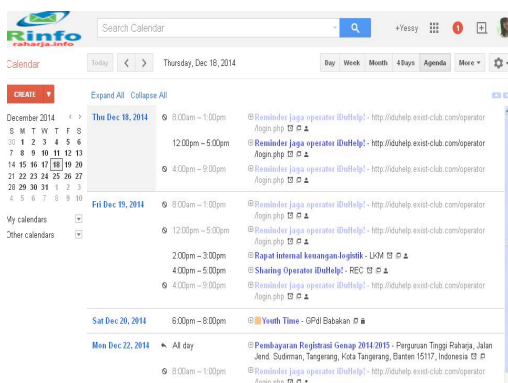 Rinfo
raharja.info
Search Calendar
+Yessy
1
Calendar
Today
Thursday, Dec 18, 2014
Day Week Month 4 Days Agenda More
CREATE
Expand All Collapse All
December 2014
S M T W T F S
30 1 2 3 4 5 6
7 8 9 10 11 12 13
14 15 16 17 18 19 20
21 22 23 24 25 26 27
28 29 30 31 1 2 3
4 5 6 7 8 9 10
My calendars
Other calendars
Thu Dec 18, 2014
8:00am – 1:00pm
Reminder jaga operator iDuHelp! - http://iduhelp.exist-club.com/operator
/login.php
12:00pm – 5:00pm
Reminder jaga operator iDuHelp! - http://iduhelp.exist-club.com/operator
/login.php
4:00pm – 9:00pm
Reminder jaga operator iDuHelp! - http://iduhelp.exist-club.com/operator
/login.php
Fri Dec 19, 2014
8:00am – 1:00pm
Reminder jaga operator iDuHelp! - http://iduhelp.exist-club.com/operator
/login.php
12:00pm – 5:00pm
Reminder jaga operator iDuHelp! - http://iduhelp.exist-club.com/operator
/login.php
2:00pm – 3:00pm
Rapat internal keuangan-logistik - LKM
4:00pm – 5:00pm
Sharing Operator iDuHelp! - REC
4:00pm – 9:00pm
Reminder jaga operator iDuHelp! - http://iduhelp.exist-club.com/operator
/login.php
Sat Dec 20, 2014
6:00pm – 8:00pm
Youth Time - GPdI Babakan
Mon Dec 22, 2014
All day
Pembayaran Registrasi Genap 2014/2015 - Perguruan Tinggi Raharja, Jalan
Jend. Sudirman, Tangerang, Kota Tangerang, Banten 15117, Indonesia
8:00am – 1:00pm
Reminder jaga operator iDuHelp! - http://iduhelp.exist-club.com/operator
/login.php